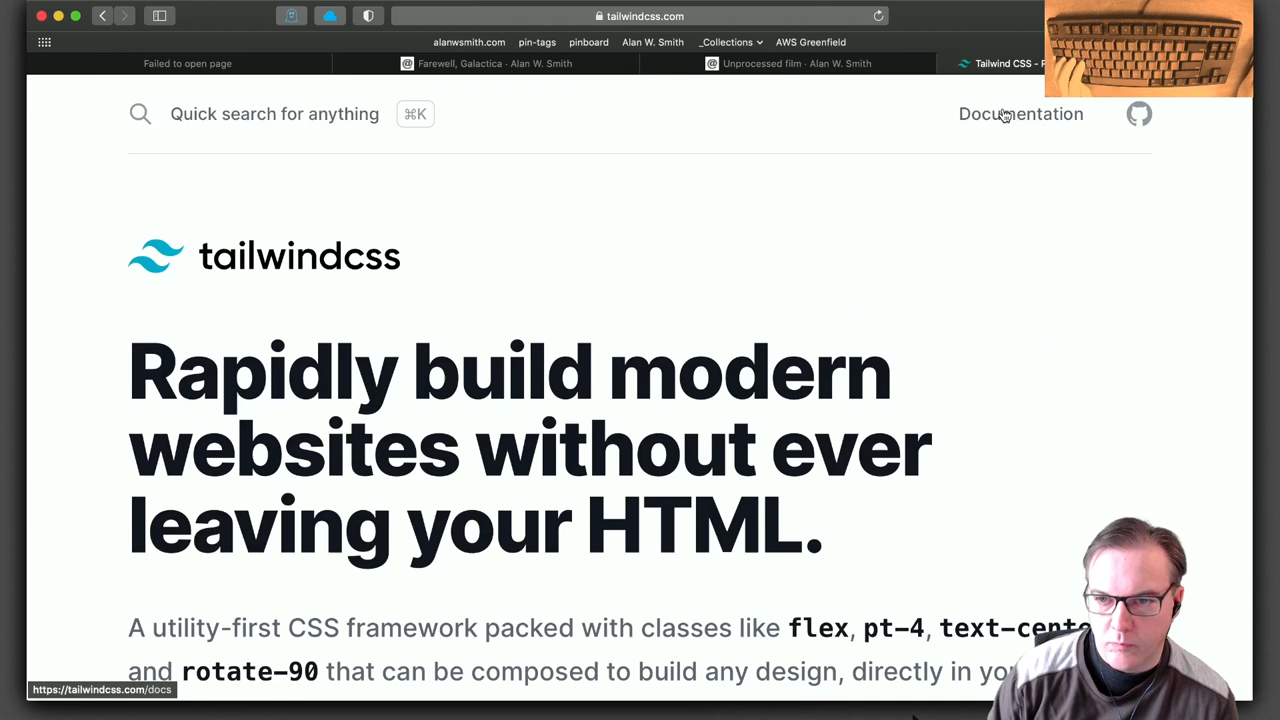 tailwindcss.com
alanwsmith.com pin-tags pinboard Alan W. Smith _Collections AWS Greenfield
Failed to open page @ Farewell, Galactica · Alan W. Smith @ Unprocessed film · Alan W. Smith Tailwind CSS -
Quick search for anything ⌘K Documentation
tailwindcss
Rapidly build modern
websites without ever
leaving your HTML.
A utility-first CSS framework packed with classes like flex, pt-4,
and rotate-90 that can be composed to build any design, directly in
https://tailwindcss.com/docs